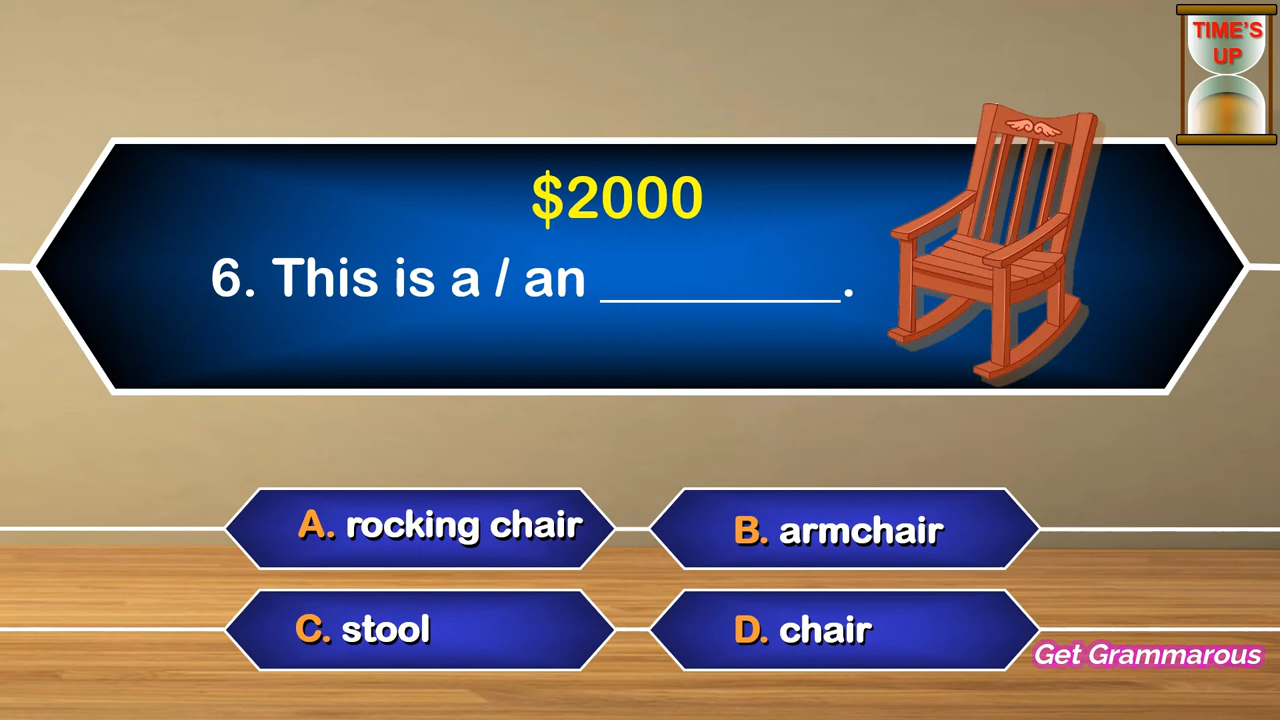 TIME'S
UP
$2000
6. This is a / an _________.
A. rocking chair
B. armchair
C. stool
D. chair
Get Grammarous